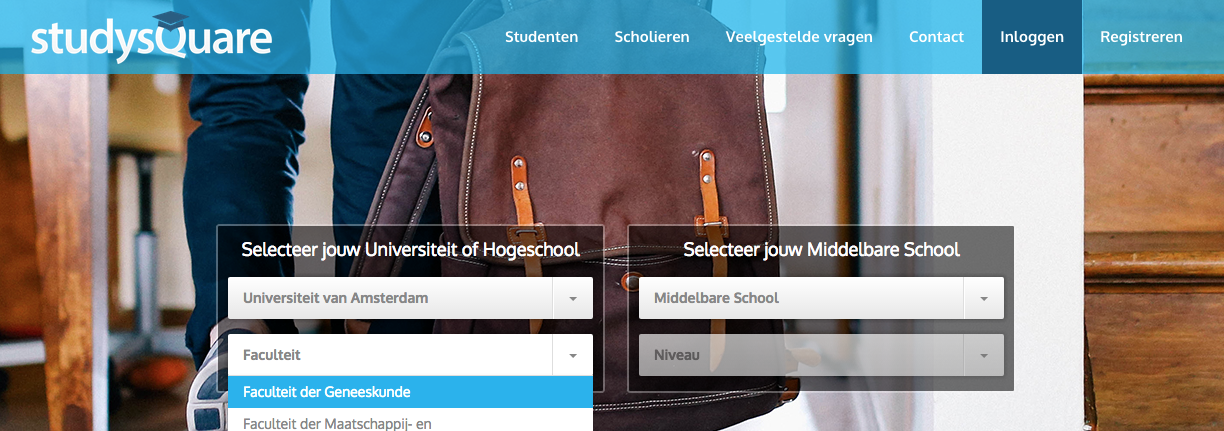 studysQuare
Studenten
Scholieren
Veelgestelde vragen
Contact
Inloggen
Registreren
Selecteer jouw Universiteit of Hogeschool
Universiteit van Amsterdam
Faculteit
Faculteit der Geneeskunde
Faculteit der Maatschappij- en
Selecteer jouw Middelbare School
Middelbare School
Niveau